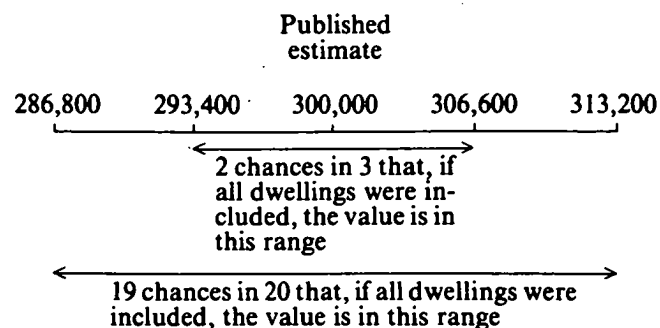 Published
estimate
286,800 293,400 300,000 306,600 313,200
2 chances in 3 that, if
all dwellings were in-
cluded, the value is in
this range
19 chances in 20 that, if all dwellings were
included, the value is in this range